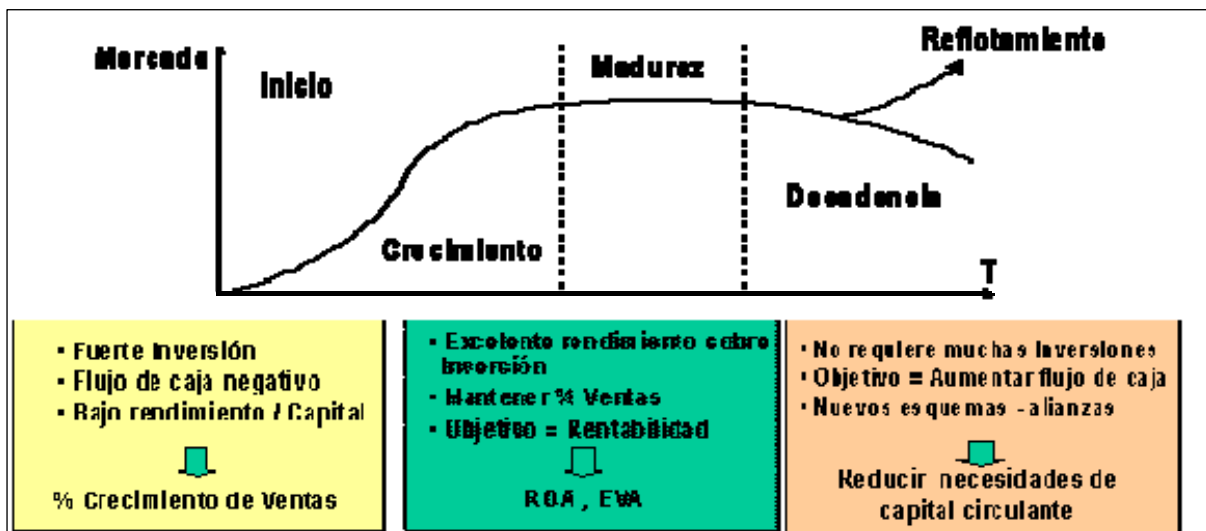 Mercado
Inicio
Madurez
Reflotamiento
Decadencia
Crecimiento
T
• Fuerte Inversión
• Flujo de caja negativo
• Bajo rendimiento / Capital
% Crecimiento de Ventas
• Excelente rendimiento sobre
Inversión
• Mantener % Ventas
• Objetivo = Rentabilidad
ROA , EVA
• No requiere muchas Inversiones
• Objetivo = Aumentar flujo de caja
• Nuevos esquemas - alianzas
Reducir necesidades de
capital circulante